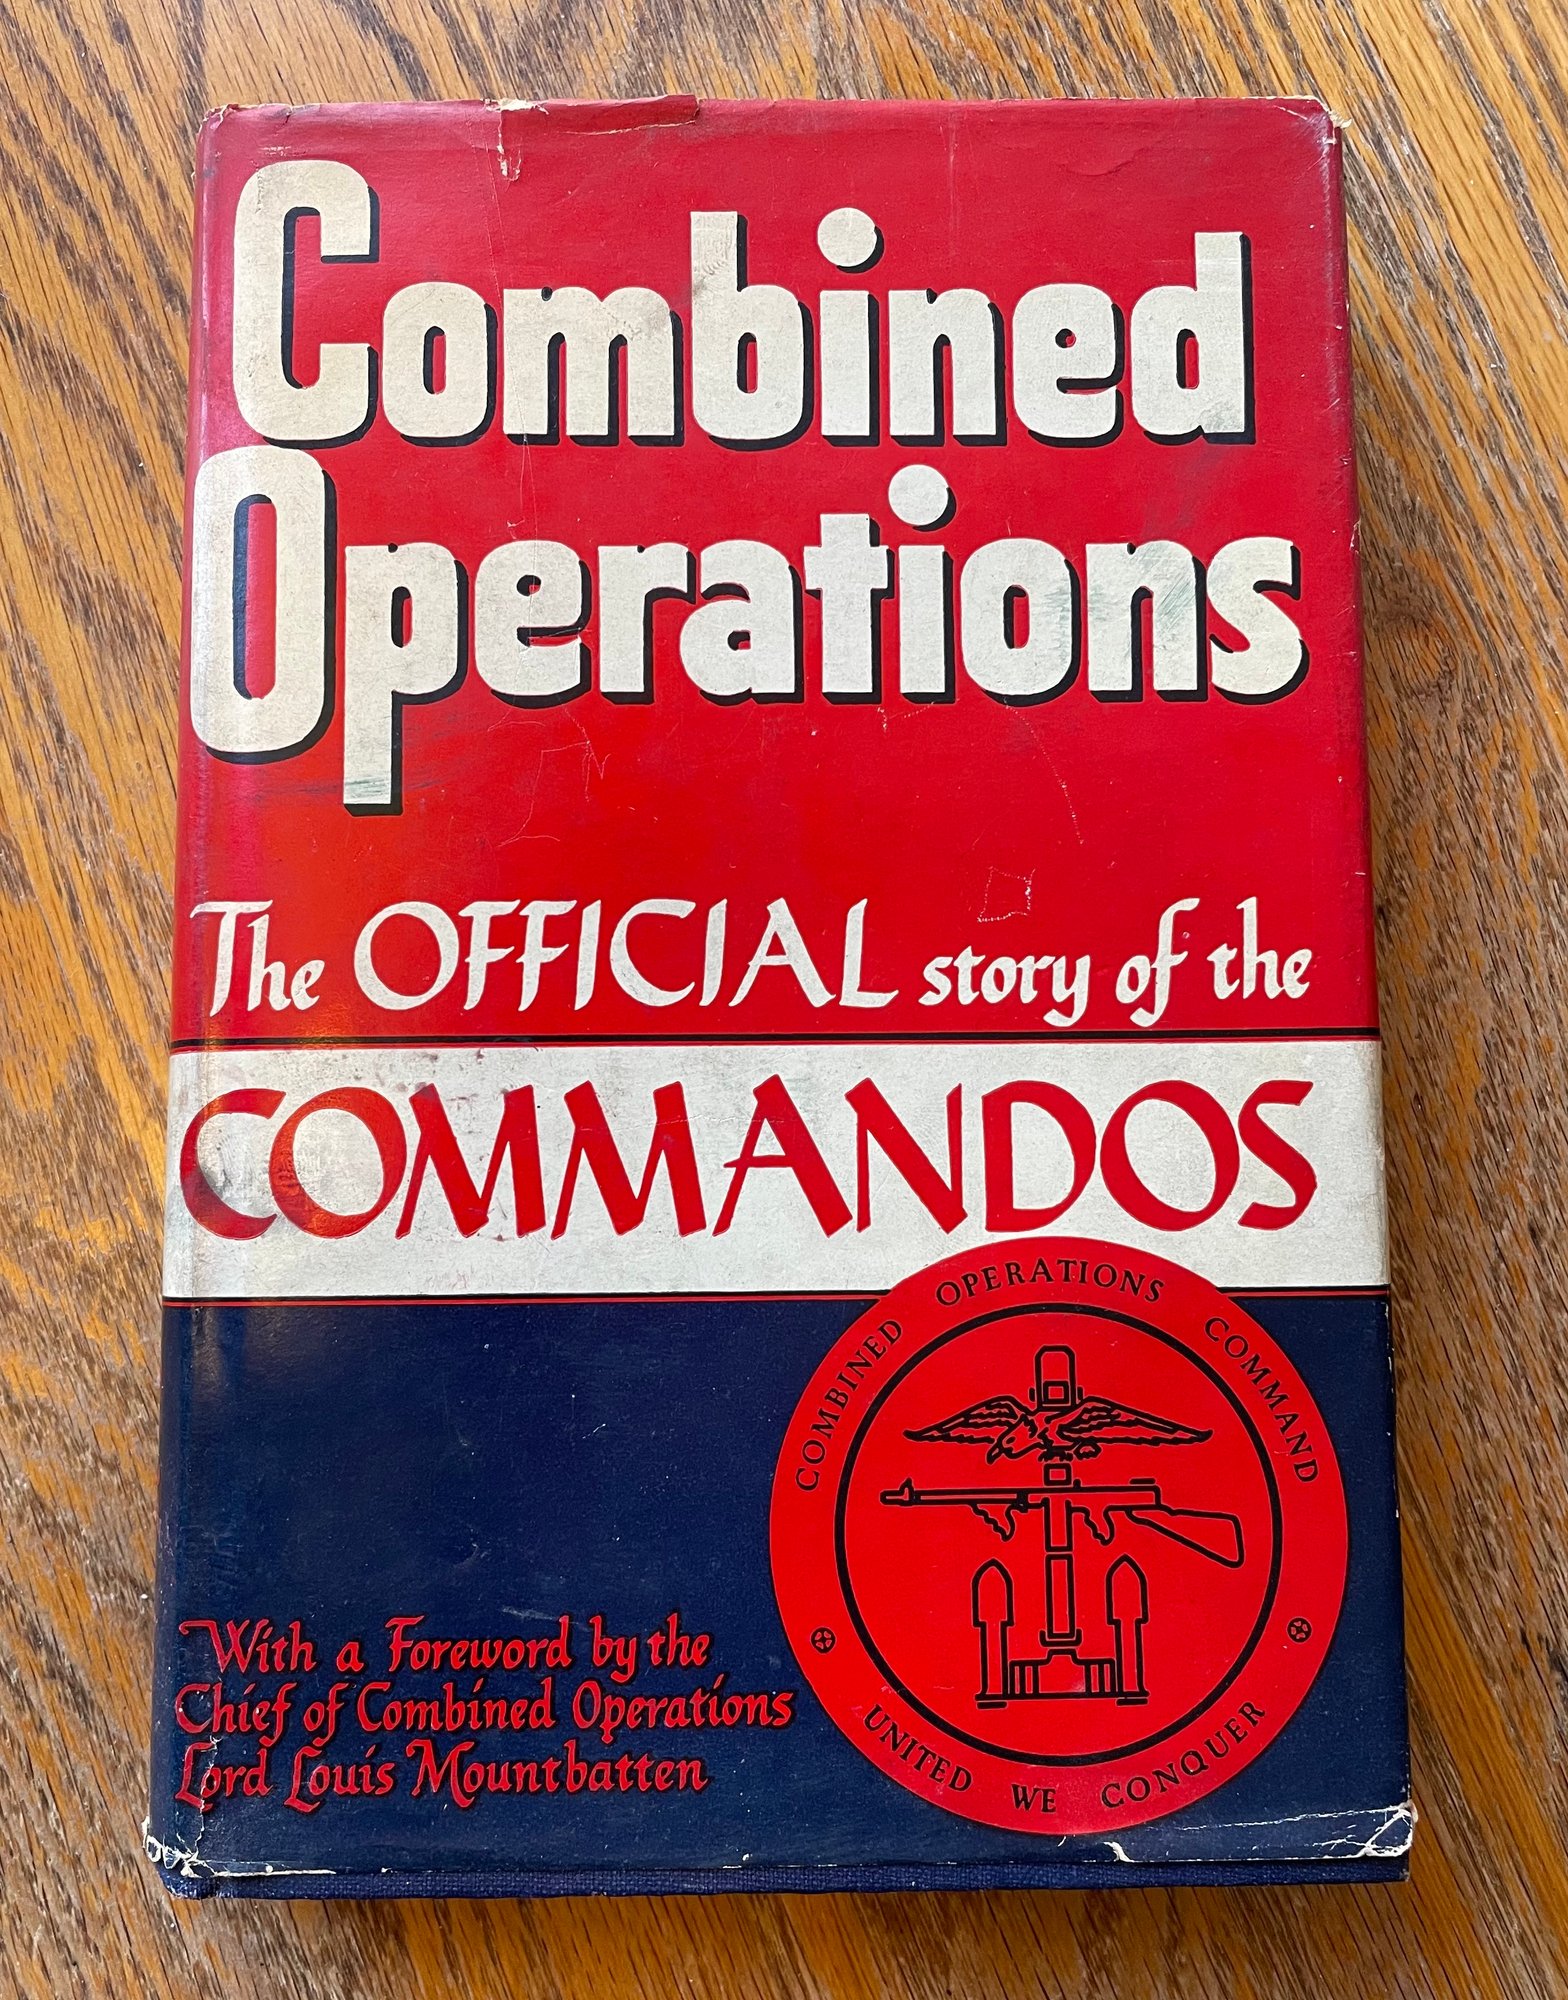 Combined
Operations
The OFFICIAL story of the
COMMANDOS
COMBINED OPERATIONS COMMAND
UNITED WE CONQUER
With a Foreword by the
Chief of Combined Operations
Lord Louis Mountbatten